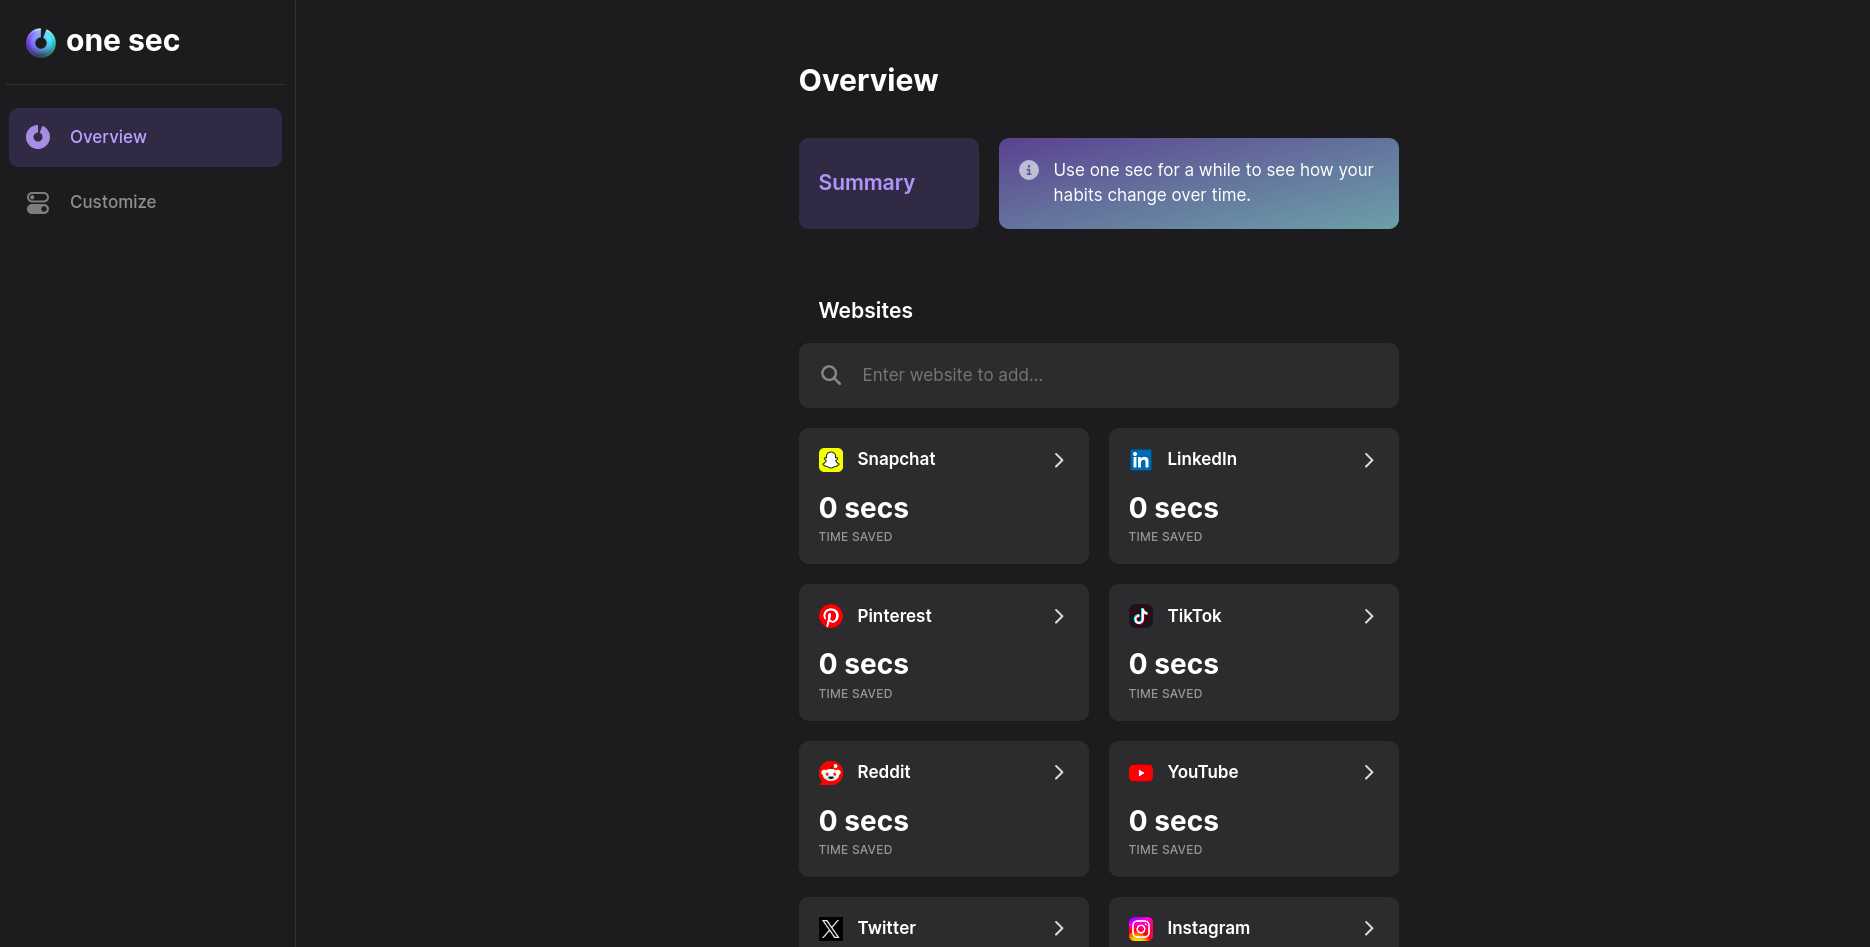 one sec
Overview
Customize
Overview
Summary
Use one sec for a while to see how your
habits change over time.
Websites
Enter website to add...
Snapchat
0 secs
TIME SAVED
LinkedIn
0 secs
TIME SAVED
Pinterest
0 secs
TIME SAVED
TikTok
0 secs
TIME SAVED
Reddit
0 secs
TIME SAVED
YouTube
0 secs
TIME SAVED
Twitter
Instagram